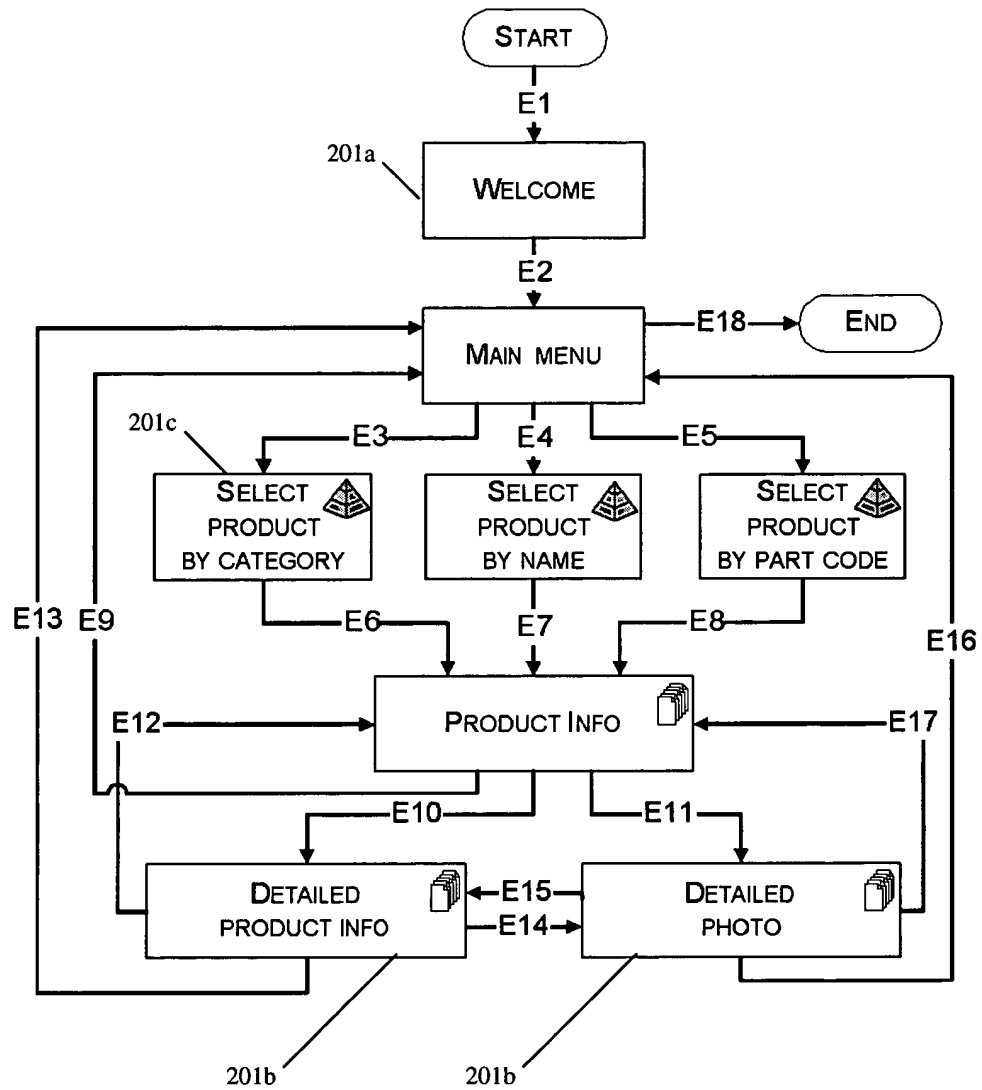 START
E1
201a
WELCOME
E2
MAIN MENU
E18
END
201c
E3
E4
E5
SELECT
PRODUCT
BY CATEGORY
SELECT
PRODUCT
BY NAME
SELECT
PRODUCT
BY PART CODE
E13
E9
E6
E7
E8
E16
E12
PRODUCT INFO
E17
E10
E11
DETAILED
PRODUCT INFO
E15
E14
DETAILED
PHOTO
201b
201b